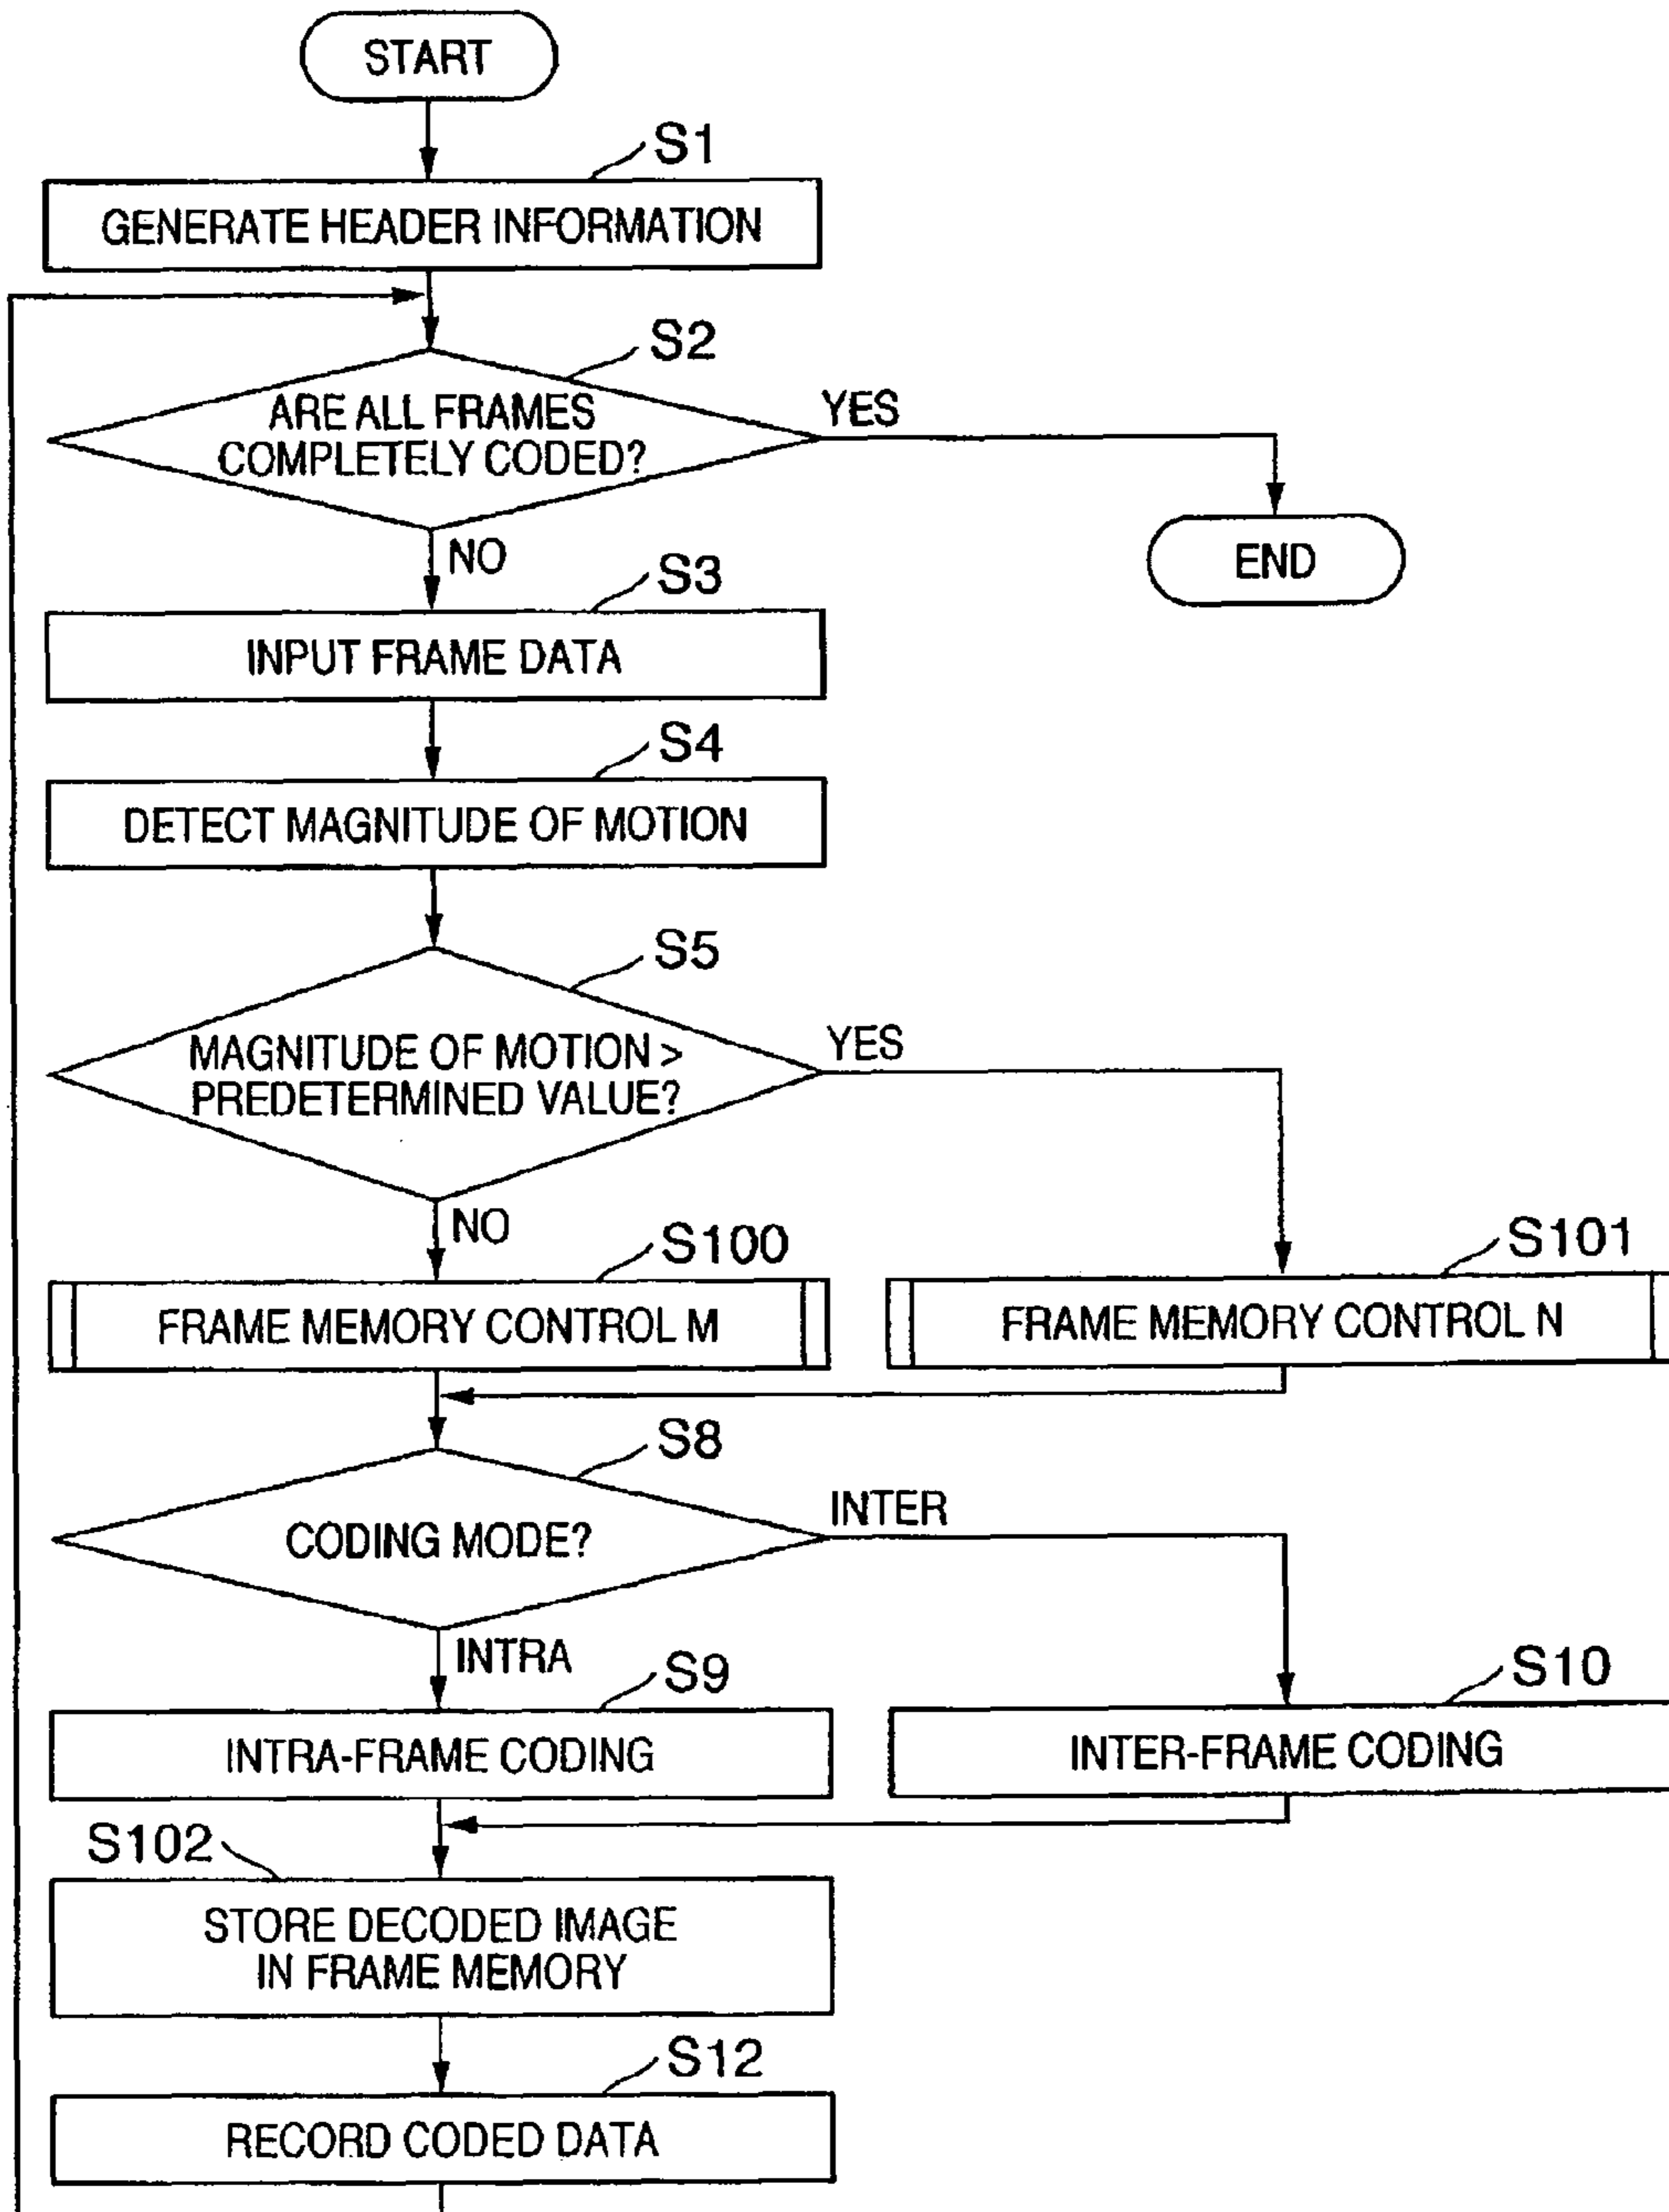 START
S1
GENERATE HEADER INFORMATION
S2
ARE ALL FRAMES
COMPLETELY CODED?
YES
END
NO
S3
INPUT FRAME DATA
S4
DETECT MAGNITUDE OF MOTION
S5
MAGNITUDE OF MOTION >
PREDETERMINED VALUE?
YES
NO
S100
FRAME MEMORY CONTROL M
S101
FRAME MEMORY CONTROL N
S8
CODING MODE?
INTER
INTRA
S9
INTRA-FRAME CODING
S10
INTER-FRAME CODING
S102
STORE DECODED IMAGE
IN FRAME MEMORY
S12
RECORD CODED DATA